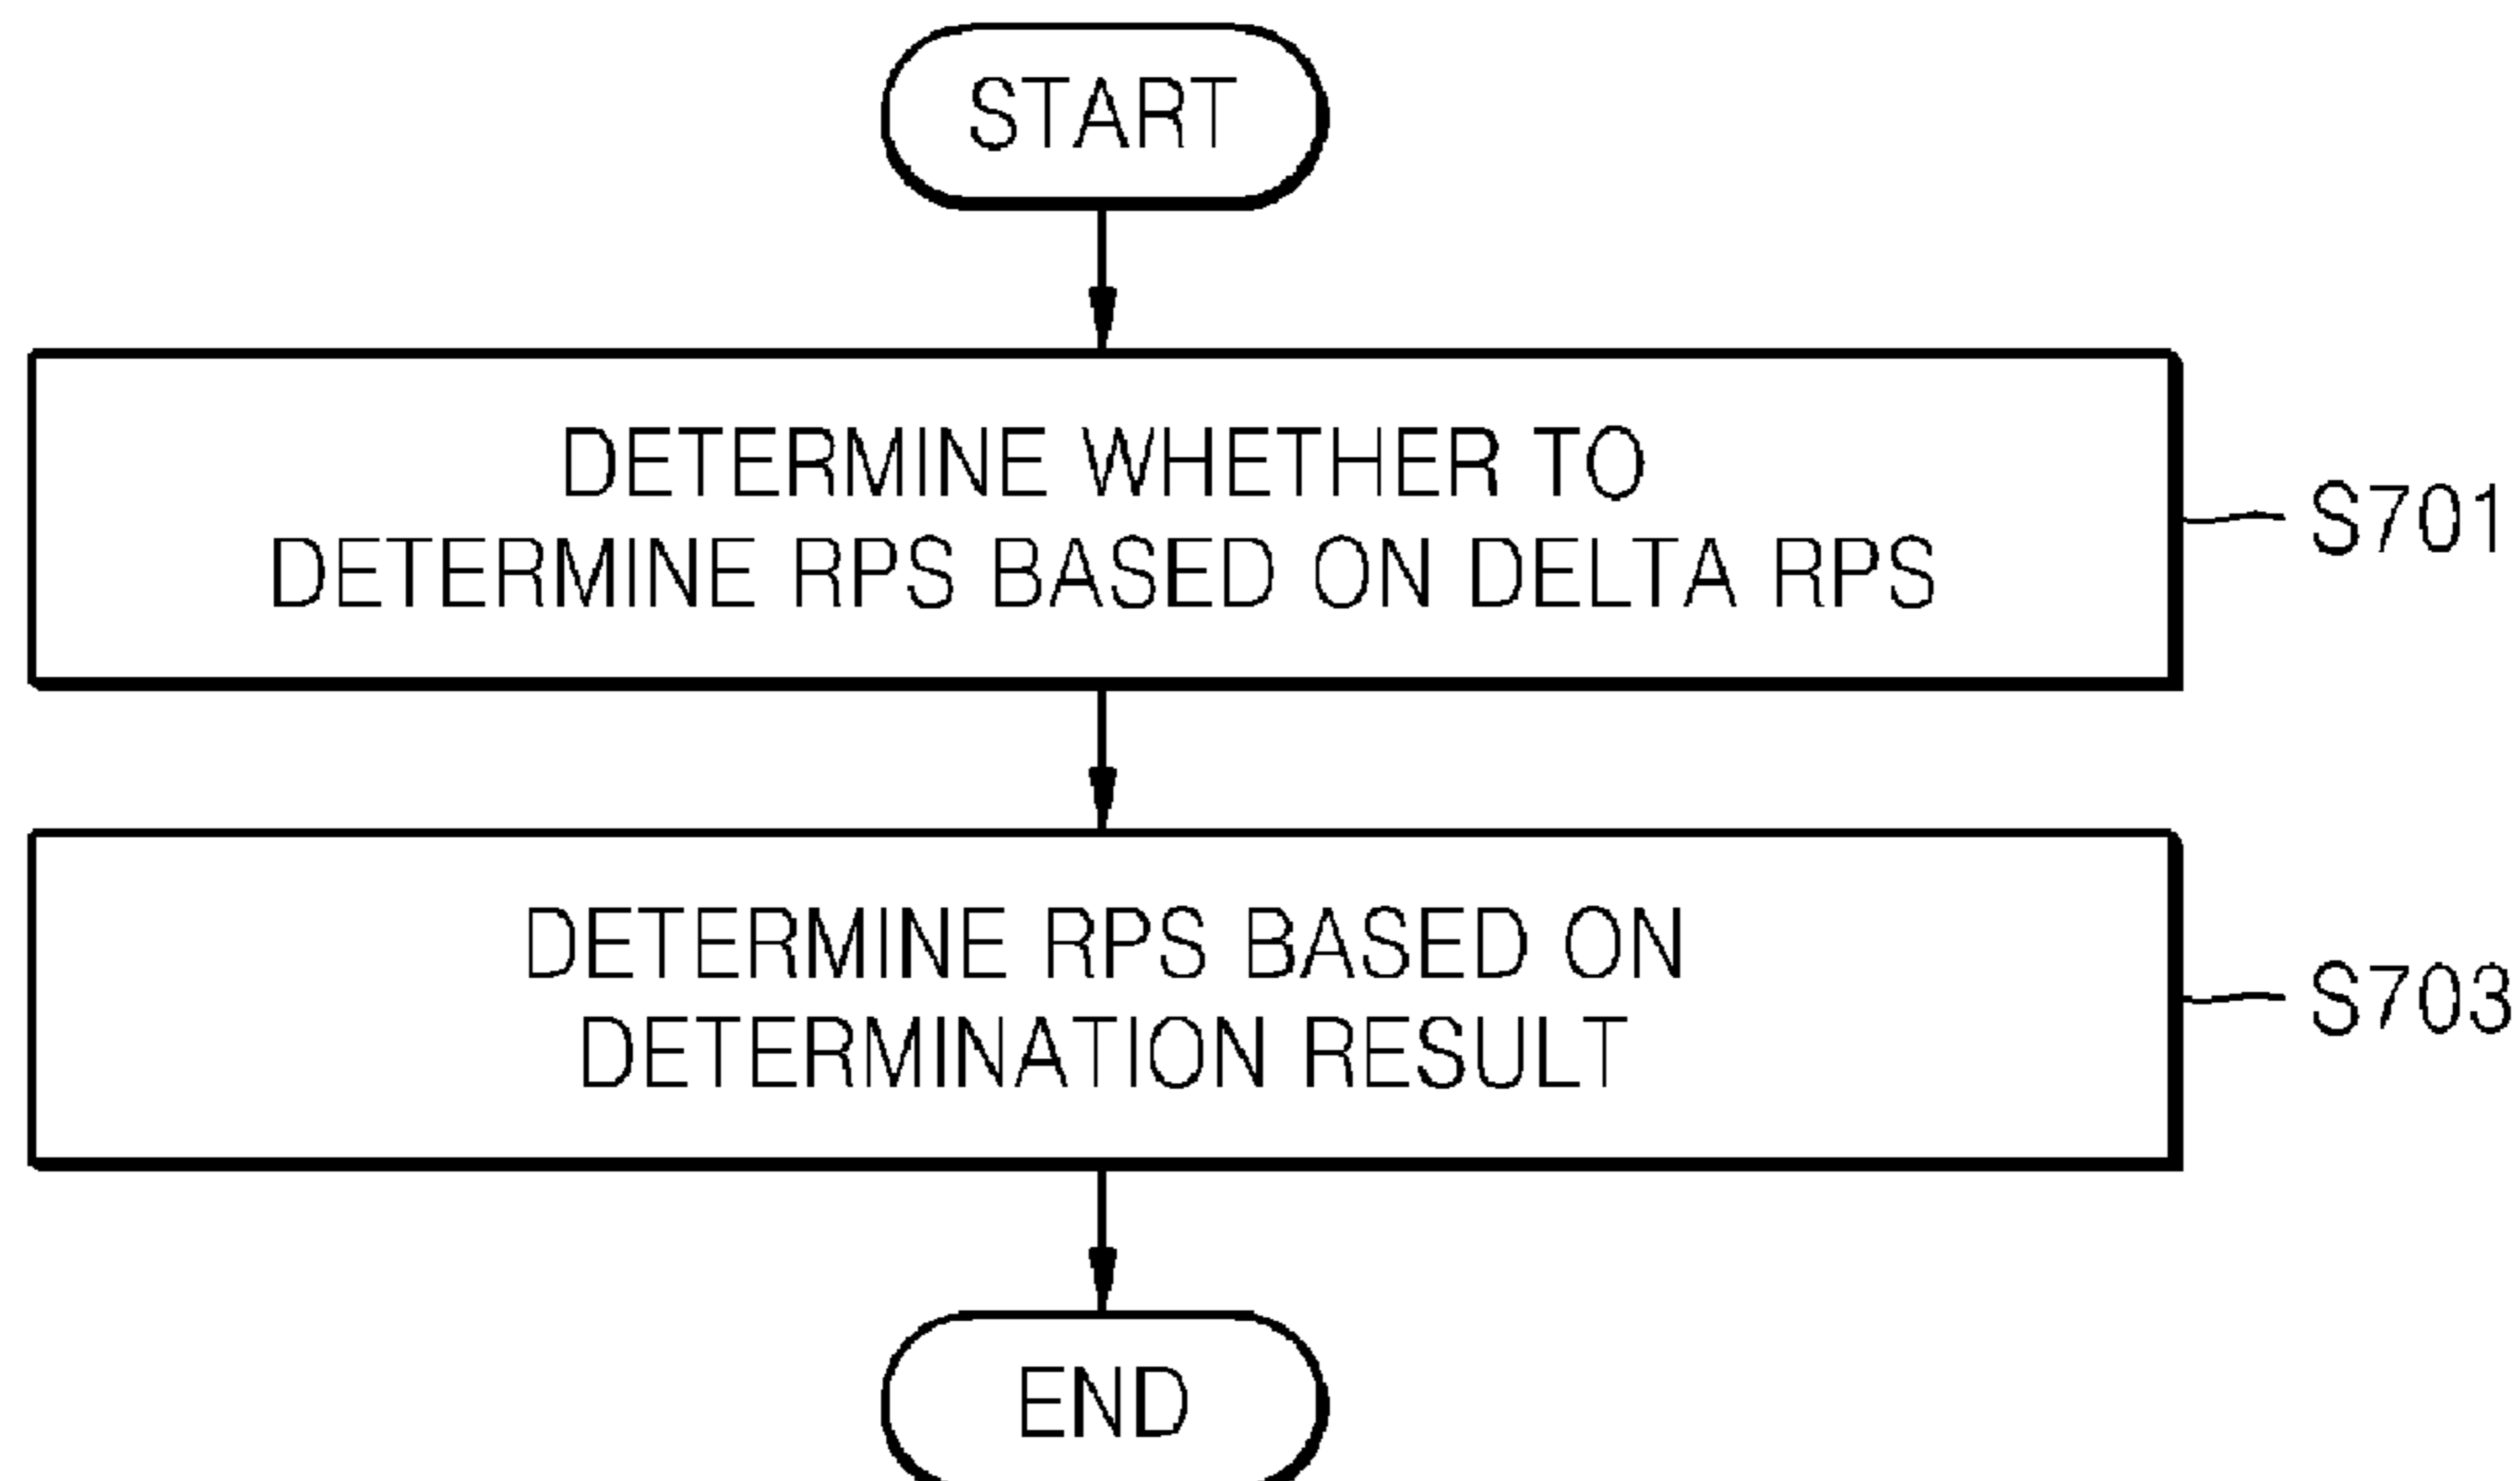 START
DETERMINE WHETHER TO
DETERMINE RPS BASED ON DELTA RPS
S701
DETERMINE RPS BASED ON
DETERMINATION RESULT
S703
END